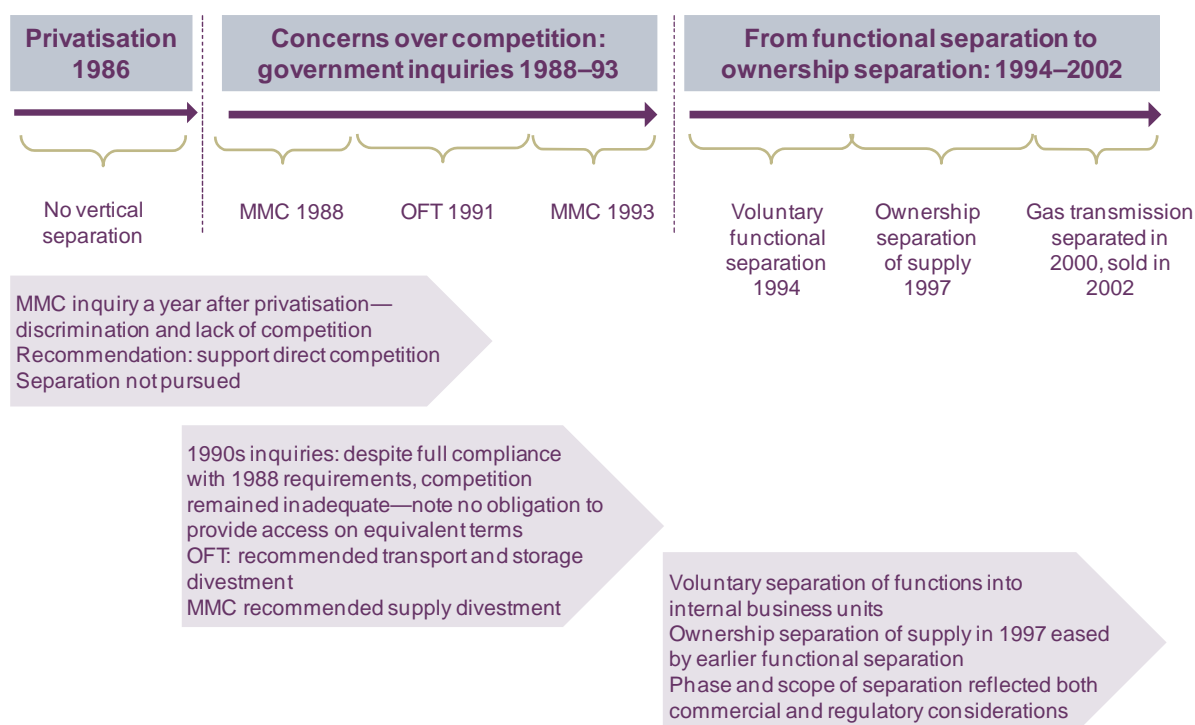 Privatisation
1986
Concerns over competition:
government inquiries 1988–93
From functional separation to
ownership separation: 1994–2002
No vertical
separation
MMC 1988
OFT 1991
MMC 1993
Voluntary
functional
separation
1994
Ownership
separation
of supply
1997
Gas transmission
separated in
2000, sold in
2002
MMC inquiry a year after privatisation—
discrimination and lack of competition
Recommendation: support direct competition
Separation not pursued
1990s inquiries: despite full compliance
with 1988 requirements, competition
remained inadequate—note no obligation to
provide access on equivalent terms
OFT: recommended transport and storage
divestment
MMC recommended supply divestment
Voluntary separation of functions into
internal business units
Ownership separation of supply in 1997 eased
by earlier functional separation
Phase and scope of separation reflected both
commercial and regulatory considerations